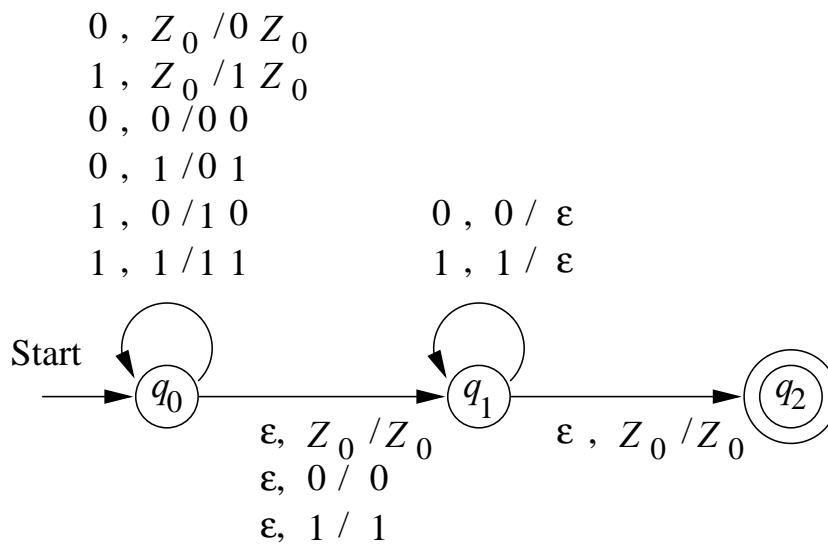 0 , Z0 /0 Z0
1 , Z0 /1 Z0
0 , 0 /0 0
0 , 1 /0 1
1 , 0 /1 0
1 , 1 /1 1
0 , 0 / ε
1 , 1 / ε
Start
q0
q1
q2
ε, Z0 /Z0
ε, 0 / 0
ε, 1 / 1
ε , Z0 /Z0